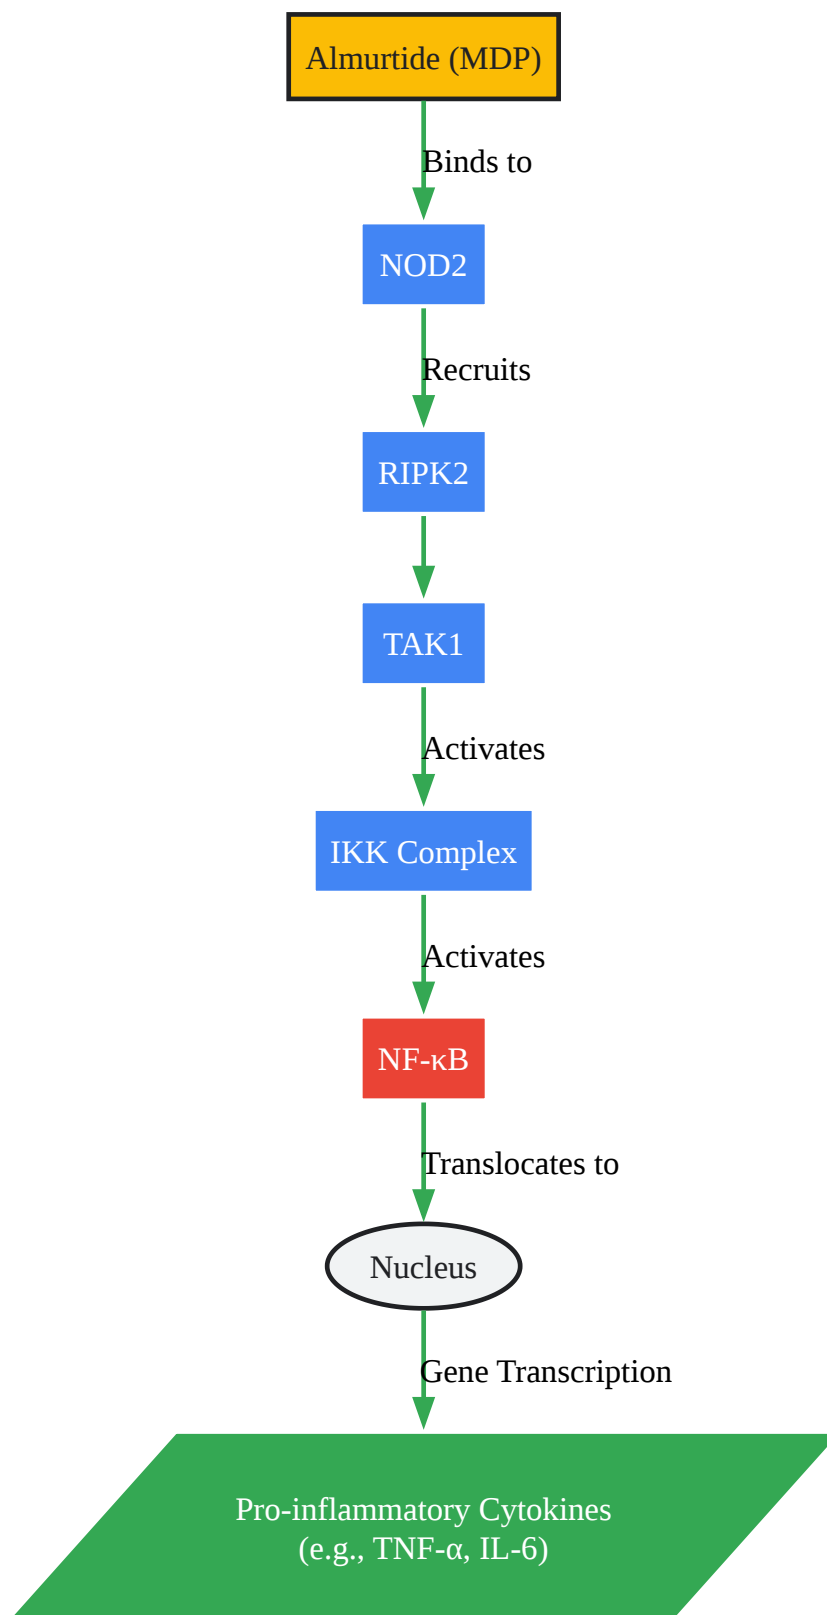 Almurtide (MDP)
Binds to
NOD2
Recruits
RIPK2
TAK1
Activates
IKK Complex
Activates
NF-κB
Translocates to
Nucleus
Gene Transcription
Pro-inflammatory Cytokines
(e.g., TNF-α, IL-6)